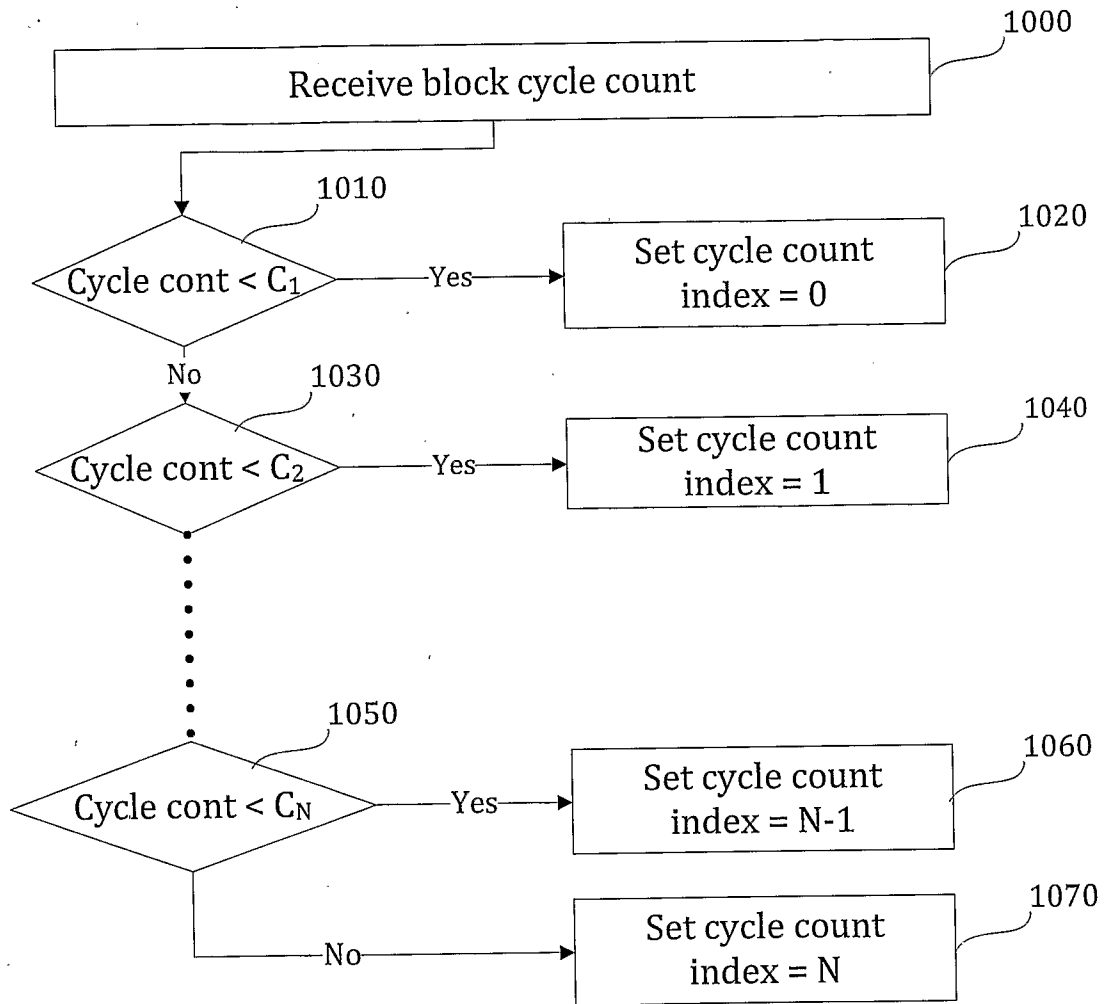 1000
Receive block cycle count
1010
Cycle cont < C₁
Yes
1020
Set cycle count
index = 0
No
1030
Cycle cont < C₂
Yes
1040
Set cycle count
index = 1
1050
Cycle cont < C_N
Yes
1060
Set cycle count
index = N-1
1070
No
Set cycle count
index = N